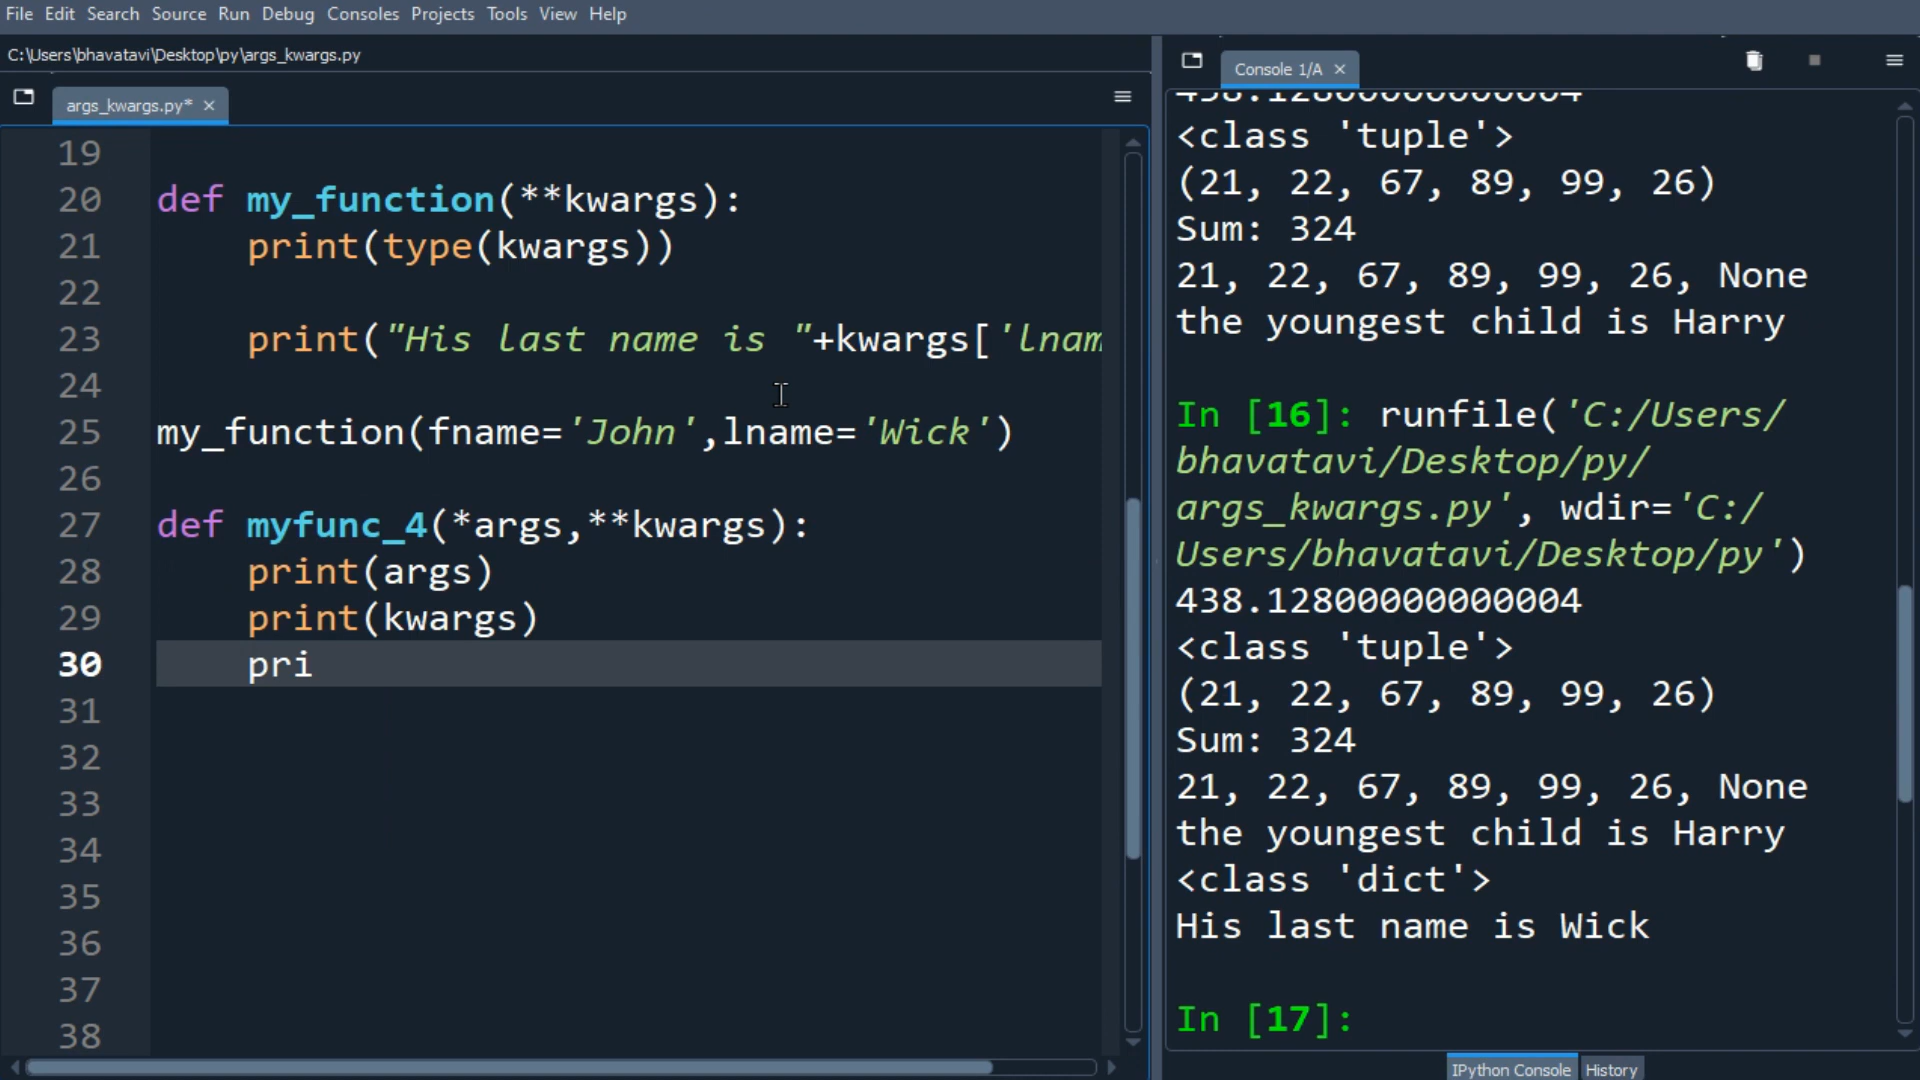 File Edit Search Source Run Debug Consoles Projects Tools View Help
C:\Users\bhavatavi\Desktop\py\args_kwargs.py
args_kwargs.py*
19
20 def my_function(**kwargs):
21 print(type(kwargs))
22
23 print("His last name is "+kwargs['lnam
24
25 my_function(fname='John',lname='Wick')
26
27 def myfunc_4(*args,**kwargs):
28 print(args)
29 print(kwargs)
30 pri
31
32
33
34
35
36
37
38
Console 1/A
438.12800000000004
<class 'tuple'>
(21, 22, 67, 89, 99, 26)
Sum: 324
21, 22, 67, 89, 99, 26, None
the youngest child is Harry
In [16]: runfile('C:/Users/
bhavatavi/Desktop/py/
args_kwargs.py', wdir='C:/
Users/bhavatavi/Desktop/py')
438.12800000000004
<class 'tuple'>
(21, 22, 67, 89, 99, 26)
Sum: 324
21, 22, 67, 89, 99, 26, None
the youngest child is Harry
<class 'dict'>
His last name is Wick
In [17]:
IPython Console History